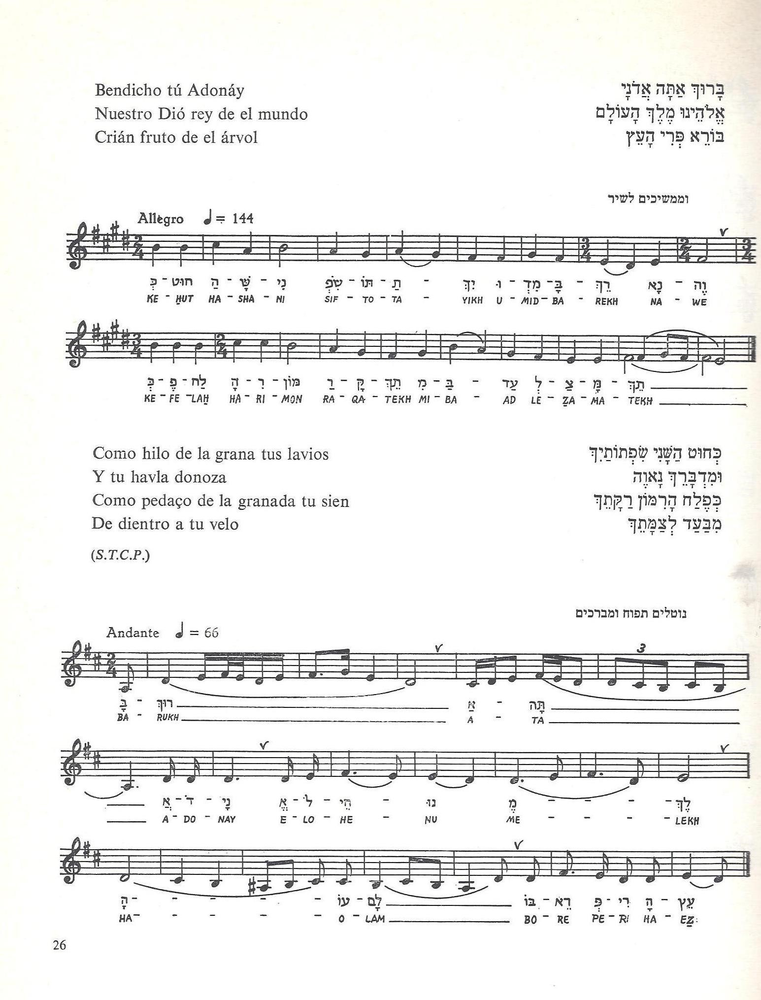 Bendicho tú Adonáy
Nuestro Dió rey de el mundo
Crián fruto de el árvol
בָּרוּךְ אַתָּה אֲדֹנָי
אֱלֹהֵינוּ מֶלֶךְ הָעוֹלָם
בּוֹרֵא פְּרִי הָעֵץ
וממשיכים לשיר
Allegro ♩ = 144
כְּ - חוּט הַ - שָּׁ - נִי שִׂפְ - תוֹ - תַ - יִךְ וּ - מִדְ - בָּ - רֵךְ נָא - וֶה
KE - ḤUT HA - SHA - NI SIF - TO - TA - YIKH U - MID - BA - REKH NA - WE
כְּ - פֶ - לַח הָ - רִ - מּוֹן רַ - קָּ - תֵךְ מִ - בַּ - עַד לְ - צַ - מָּ - תֵךְ
KE - FE - LAḤ HA - RI - MON RA - QA - TEKH MI - BA - AD LE - ẔA - MA - TEKH
Como hilo de la grana tus lavios
Y tu havla donoza
Como pedaço de la granada tu sien
De dientro a tu velo
(S.T.C.P.)
כְּחוּט הַשָּׁנִי שִׂפְתוֹתַיִךְ
וּמִדְבָּרֵךְ נָאוֶה
כְּפֶלַח הָרִמּוֹן רַקָּתֵךְ
מִבַּעַד לְצַמָּתֵךְ
נוטלים תפוח ומברכים
Andante ♩ = 66
3
בָּ - רוּךְ אַ - תָּה
BA - RUKH A - TA
אֲ - דֹ - נָי אֱ - לֹ - הֵי - נוּ מֶ - - - - לֶךְ
A - DO - NAY E - LO - HE - NU ME - - - - LEKH
הָ - - - - - עוֹ - לָם בּוֹ - רֵא פְּ - רִי הָ - עֵץ
HA - - - - - O - LAM BO - RE PE - RI HA - EẔ
26